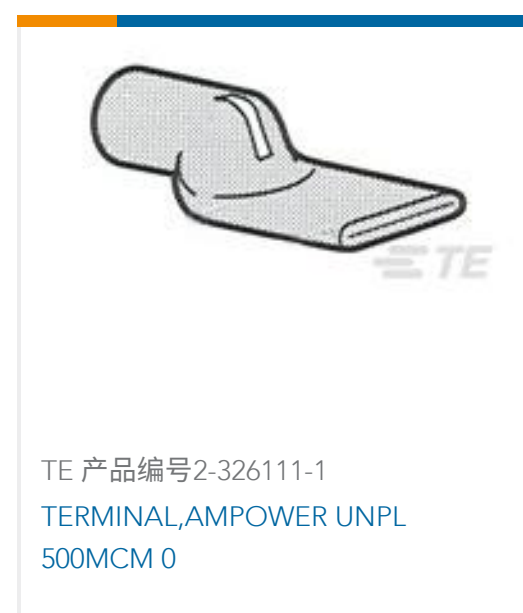 TE
TE 产品编号2-326111-1
TERMINAL,AMPOWER UNPL
500MCM 0